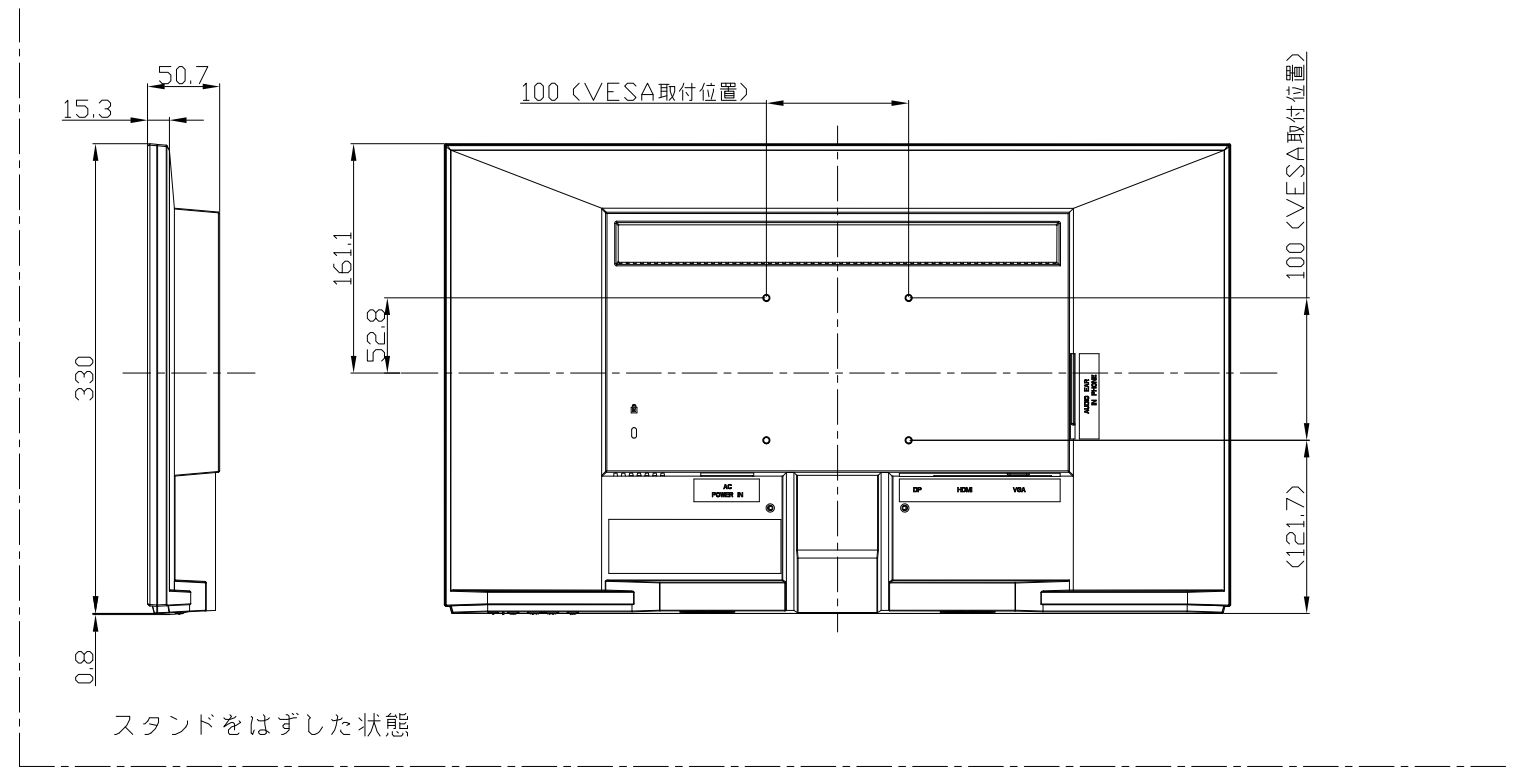 50.7
15.3
100 (VESA取付位置)
100 (VESA取付位置)
161.1
52.8
330
AUDIO EAR
IN PHONE
AC
POWER IN
DP HDMI VGA
(121.7)
0.8
スタンドをはずした状態